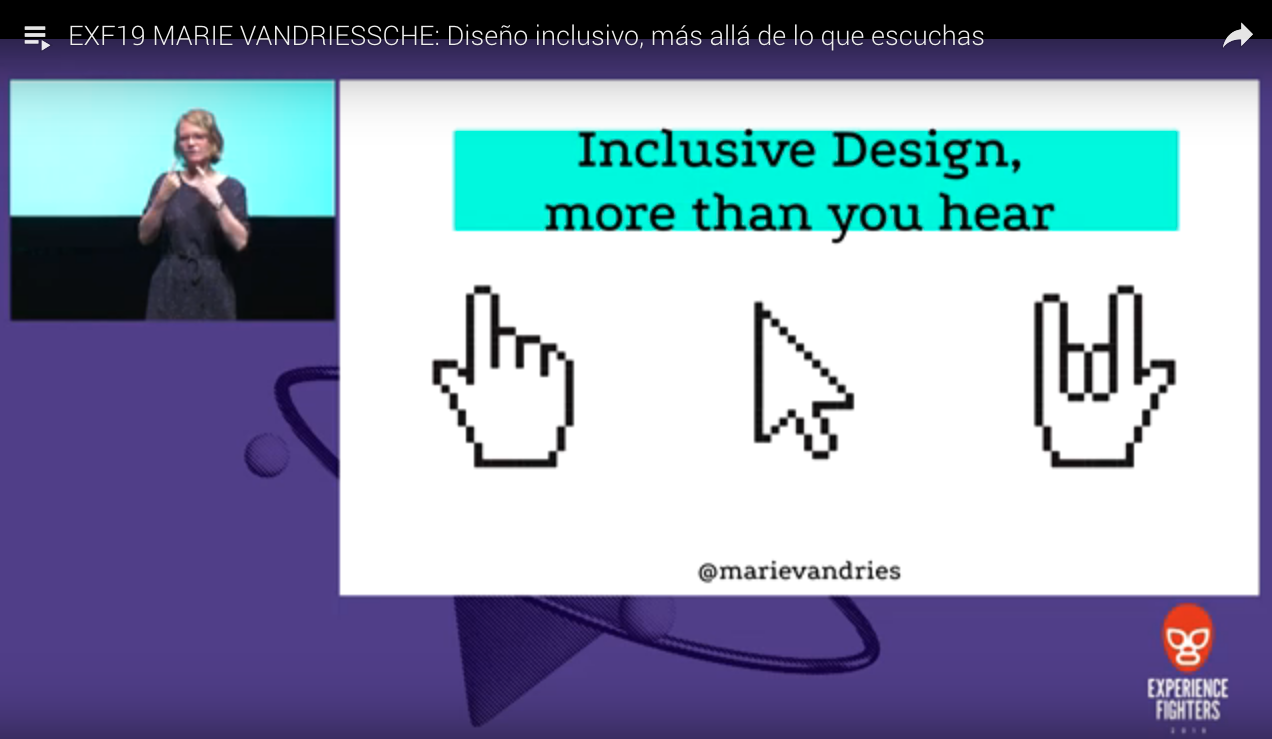 EXF19 MARIE VANDRIESSCHE: Diseño inclusivo, más allá de lo que escuchas
Inclusive Design,
more than you hear
@marievandries
EXPERIENCE
FIGHTERS
2019